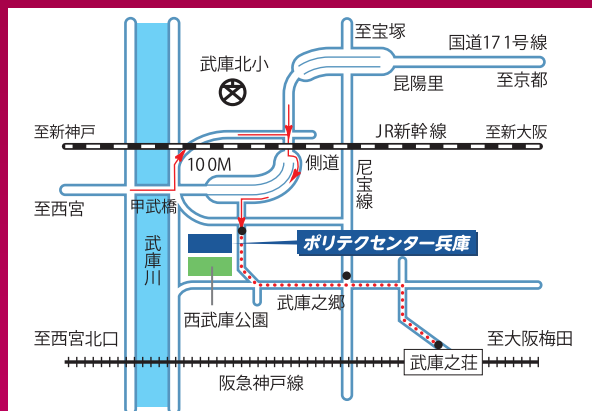 至宝塚
国道171号線
武庫北小
昆陽里
至京都
至新神戸
JR新幹線
至新大阪
100M
側道
尼宝線
至西宮
甲武橋
武庫川
ポリテクセンター兵庫
武庫之郷
西武庫公園
至西宮北口
至大阪梅田
武庫之荘
阪急神戸線